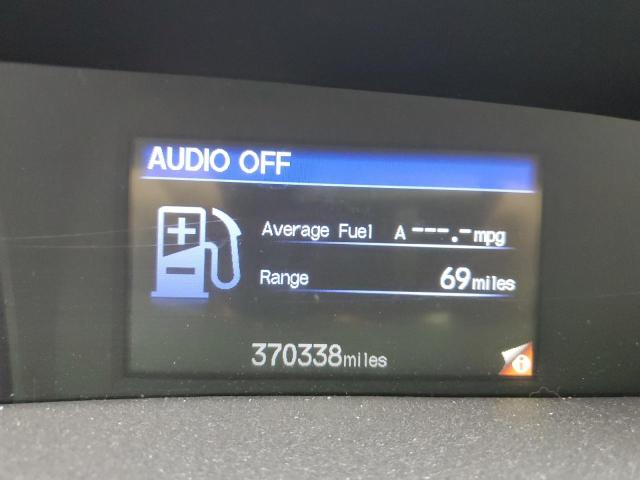 AUDIO OFF
Average Fuel A ---.- mpg
Range 69miles
370338miles
i